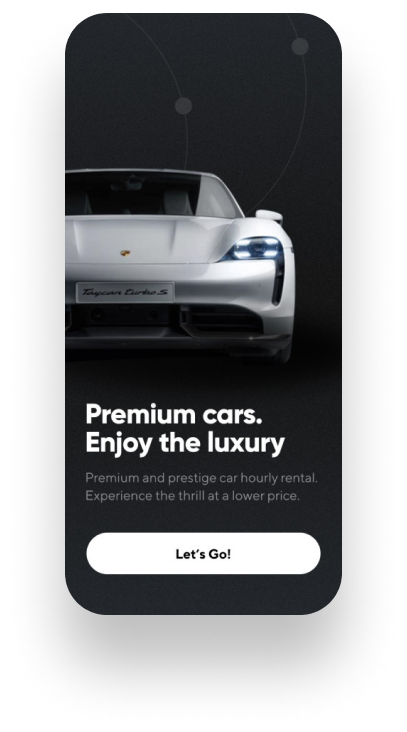 Taycan turbo S
Premium cars.
Enjoy the luxury
Premium and prestige car hourly rental.
Experience the thrill at a lower price.
Let's Go!